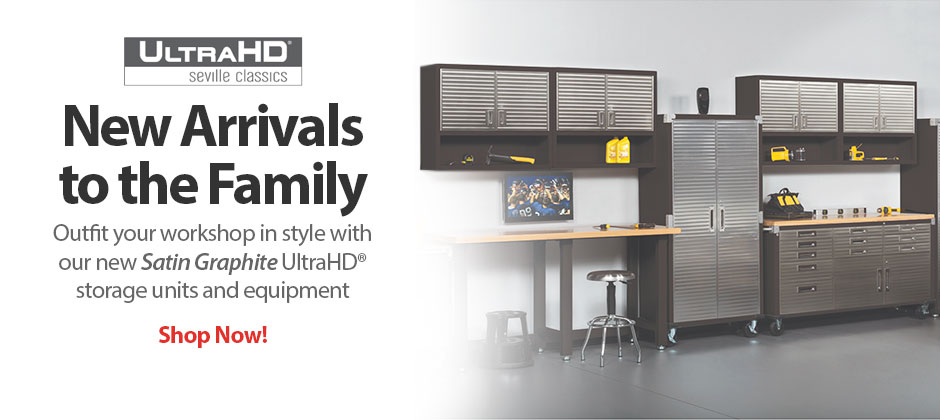 ULTRAHD®
seville classics
New Arrivals
to the Family
Outfit your workshop in style with
our new Satin Graphite UltraHD®
storage units and equipment
Shop Now!